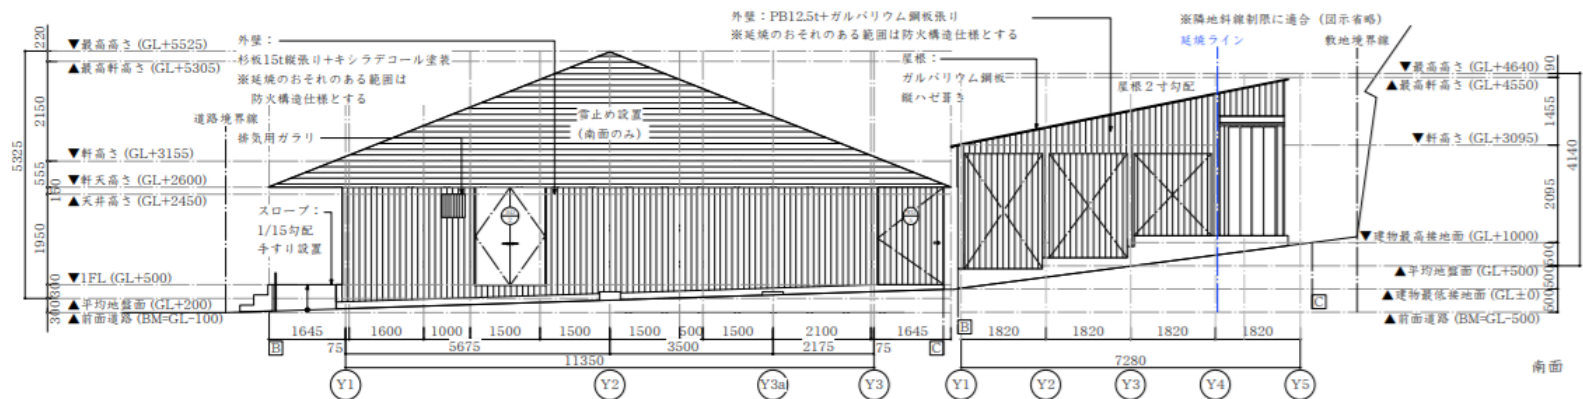 外壁：PB12.5t+ガルバリウム鋼板張り
※延焼のおそれのある範囲は防火構造仕様とする
※隣地斜線制限に適合（図示省略）
延焼ライン
敷地境界線
220
▼最高高さ (GL+5525)
▲最高軒高さ (GL+5305)
外壁：
杉板15t縦張り+キシラデコール塗装
※延焼のおそれのある範囲は
防火構造仕様とする
屋根：
ガルバリウム鋼板
縦ハゼ葺き
屋根２寸勾配
▼最高高さ (GL+4640)
▲最高軒高さ (GL+4550)
90
1455
2150
道路境界線
排気用ガラリ
雪止め設置
(南面のみ)
5325
▼軒高さ (GL+3155)
▼軒高さ (GL+3095)
4140
555
▼軒天高さ (GL+2600)
150
▲天井高さ (GL+2450)
2095
スロープ：
1/15勾配
手すり設置
1950
▼建物最高接地面 (GL+1000)
▼1FL (GL+500)
▲平均地盤面 (GL+500)
500
500
300
▲平均地盤面 (GL+200)
▲建物最低接地面 (GL±0)
300
▲前面道路 (BM=GL-100)
500
▲前面道路 (BM=GL-500)
C
B
1645
1600
1000
1500
1500
1500
500
1500
2100
1645
1820
1820
1820
1820
B
75
5675
3500
2175
75
C
11350
7280
南面
Y1
Y2
Y3a
Y3
Y1
Y2
Y3
Y4
Y5